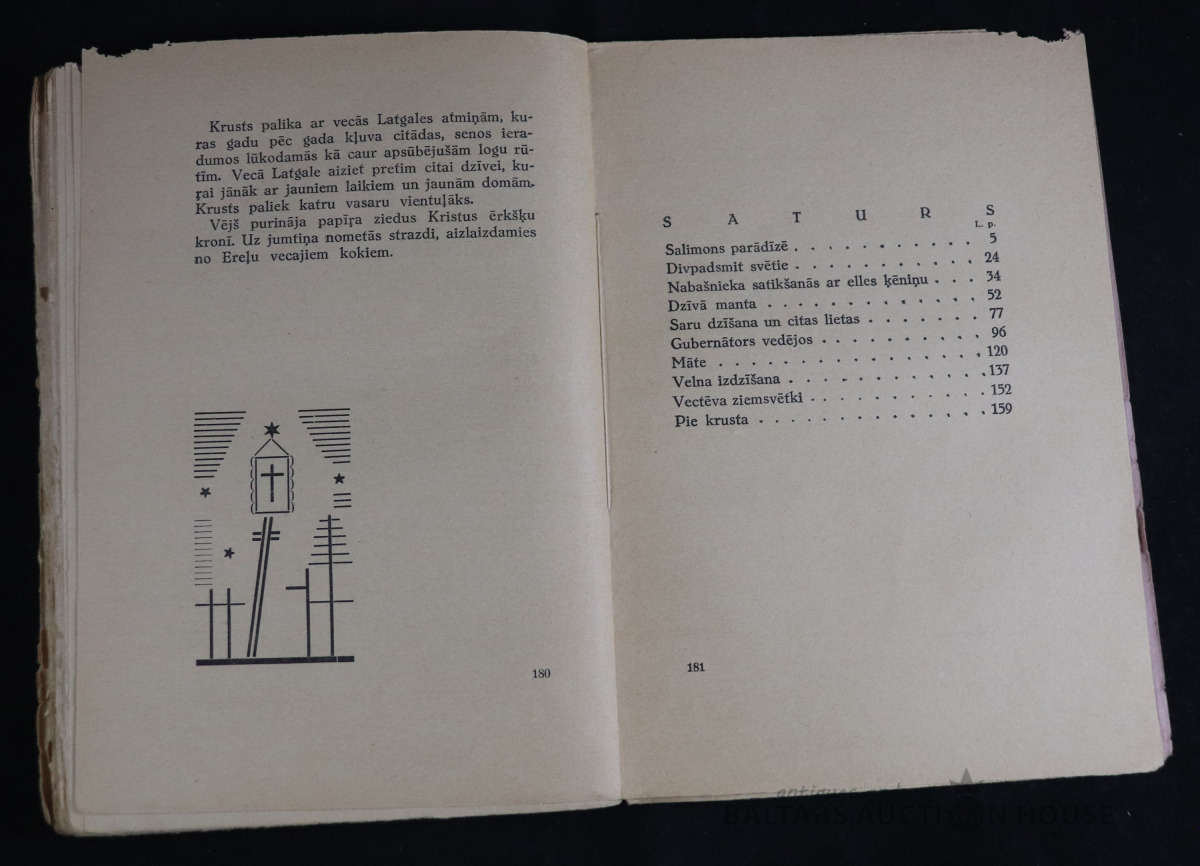 Krusts palika ar vecās Latgales atmiņām, ku-
ras gadu pēc gada kļuva citādas, senos iera-
dumos lūkodamās kā caur apsūbējušām logu rū-
tīm. Vecā Latgale aiziet pretim citai dzīvei, ku-
ŗai jānāk ar jauniem laikiem un jaunām domām.
Krusts paliek katru vasaru vientuļāks.
Vējš purināja papīra ziedus Kristus ērkšķu
kronī. Uz jumtiņa nometās strazdi, aizlaizdamies
no Ereļu vecajiem kokiem.
180
SATURS
L. p.
Salimons parādīzē . . . . . . . . . . . 5
Divpadsmit svētie . . . . . . . . . . . 24
Nabašnieka satikšanās ar elles ķēniņu . . . 34
Dzīvā manta . . . . . . . . . . . . 52
Saru dzīšana un citas lietas . . . . . . . 77
Gubernātors vedējos . . . . . . . . . . 96
Māte . . . . . . . . . . . . . . . 120
Velna izdzīšana . . . . . . . . . . . . 137
Vectēva ziemsvētki . . . . . . . . . . 152
Pie krusta . . . . . . . . . . . . . 159
181
BALTARS AUCTION HOUSE